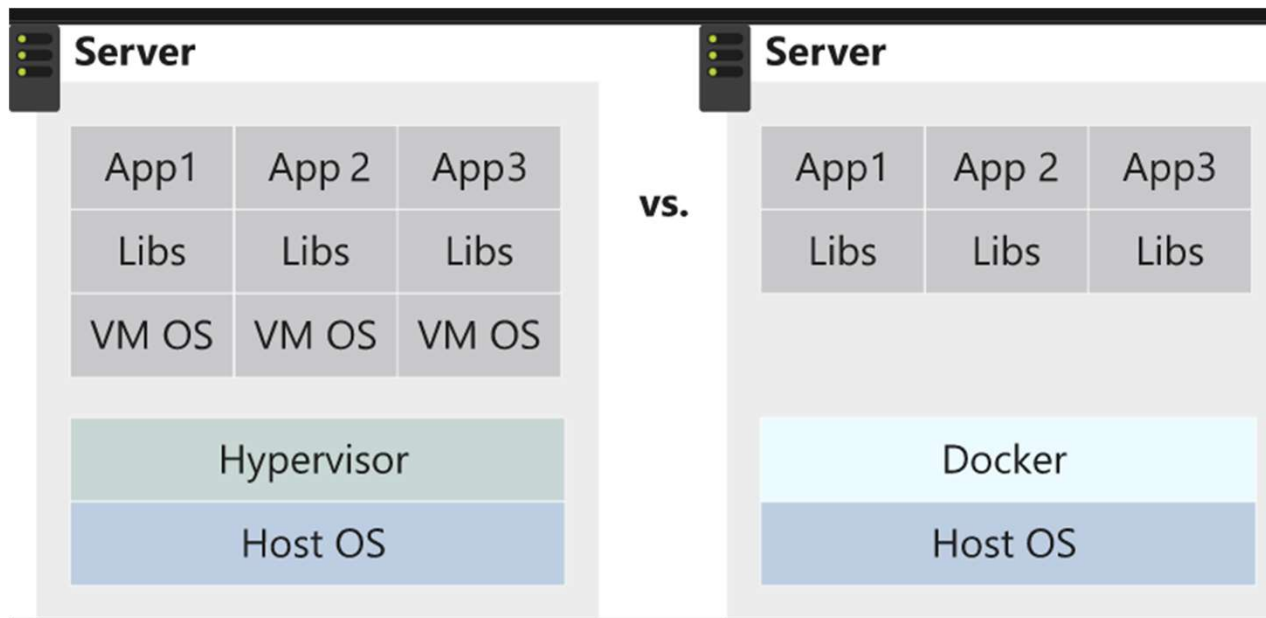 Server
App1 App 2 App3
Libs Libs Libs
VM OS VM OS VM OS
Hypervisor
Host OS
vs.
Server
App1 App 2 App3
Libs Libs Libs
Docker
Host OS